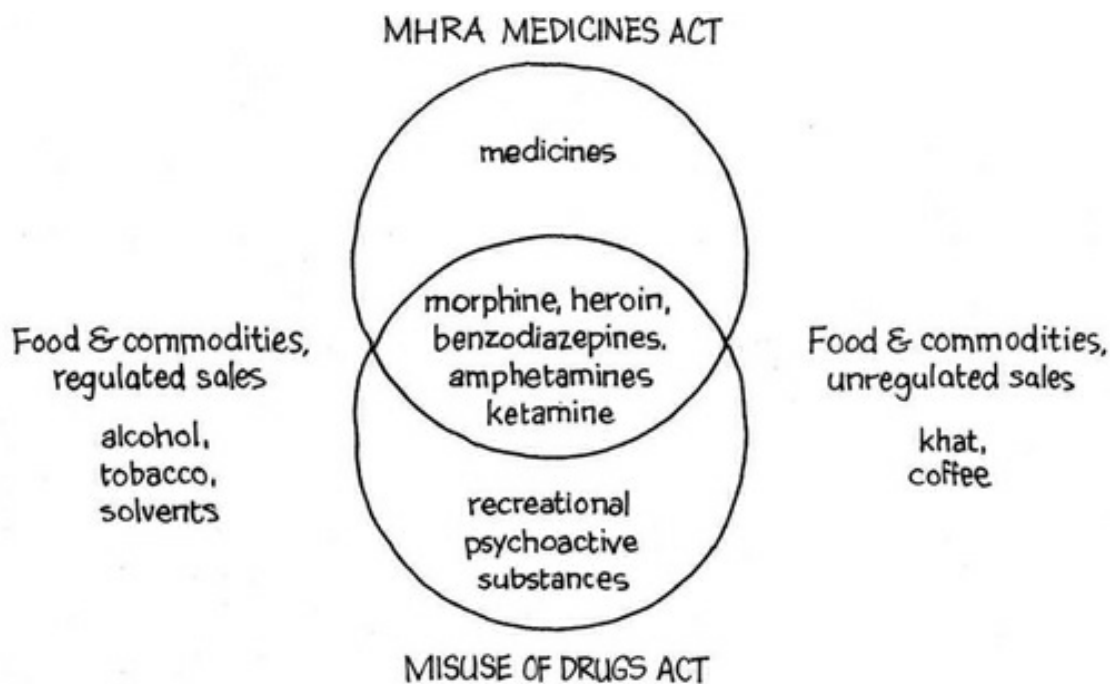 MHRA MEDICINES ACT
medicines
morphine, heroin,
benzodiazepines,
amphetamines
ketamine
recreational
psychoactive
substances
MISUSE OF DRUGS ACT
Food & commodities,
regulated sales
alcohol,
tobacco,
solvents
Food & commodities,
unregulated sales
khat,
coffee